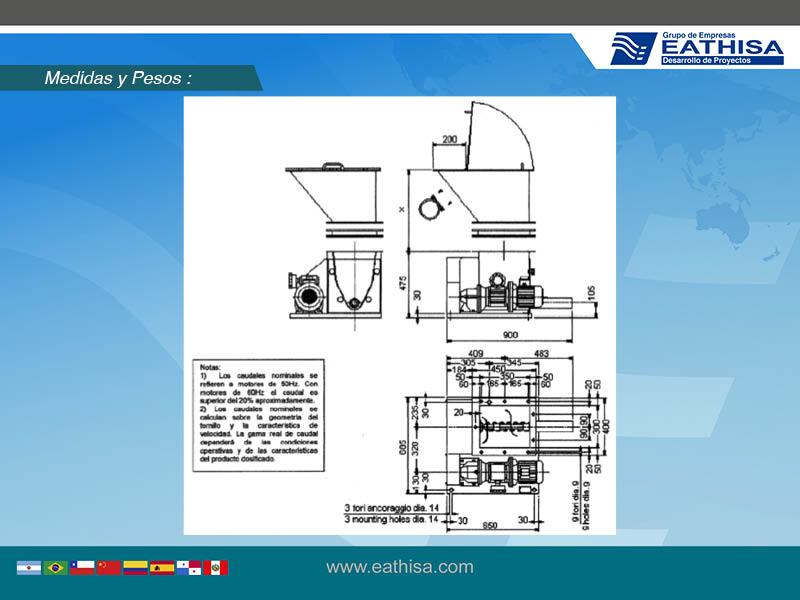 Grupo de Empresas
EATHISA
Desarrollo de Proyectos
Medidas y Pesos :
200
x
475
30
105
900
409 483
305 345
184 450
50 350 50
60 165 165 60
20
50
235
30
20
90 90
300
400
685
320
130
30
20
50
3 fori ancoraggio dia. 14
3 mounting holes dia. 14
30
650
30
9 fori dia. 9
9 holes dia. 9
Notas:
1) Los caudales nominales se
refieren a motores de 50Hz. Con
motores de 60Hz el caudal es
superior del 20% aproximadamente.
2) Los caudales nominales se
calculan sobre la geometría del
tornillo y la característica de
velocidad. La gama real de caudal
dependerá de las condiciones
operativas y de las características
del producto dosificado.
www.eathisa.com